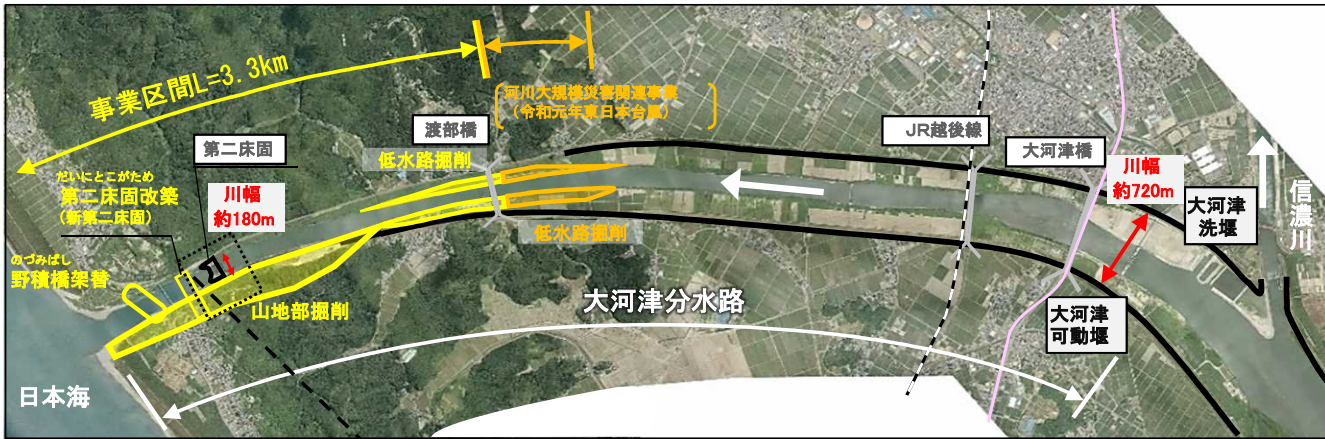 事業区間L=3.3km
河川大規模災害関連事業
(令和元年東日本台風)
渡部橋
JR越後線
大河津橋
第二床固
低水路掘削
だいにとこがため
第二床固改築
(新第二床固)
川幅
約180m
川幅
約720m
大河津
洗堰
信濃川
低水路掘削
のづみばし
野積橋架替
山地部掘削
大河津分水路
大河津
可動堰
日本海